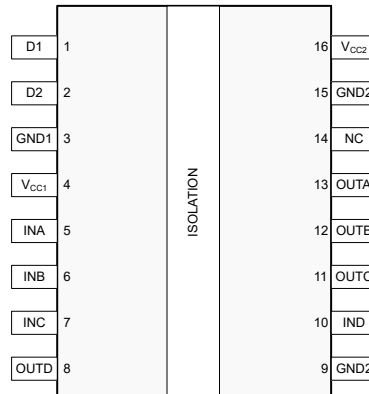 D1 1
D2 2
GND1 3
VCC1 4
INA 5
INB 6
INC 7
OUTD 8
ISOLATION
16 VCC2
15 GND2
14 NC
13 OUTA
12 OUTB
11 OUTC
10 IND
9 GND2